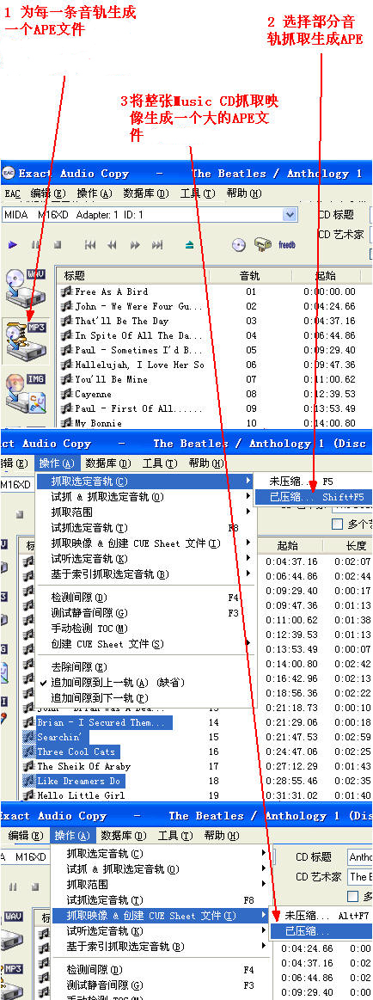 1 为每一条音轨生成
一个APE文件
2 选择部分音
轨抓取生成APE
3将整张Music CD抓取映
像生成一个大的APE文
件
EAC Exact Audio Copy - The Beatles / Anthology 1
EAC 编辑(E) 操作(A) 数据库(D) 工具(T) 帮助(H)
MIDA M16XD Adapter: 1 ID: 1 CD 标题
CD 艺术家
freedb
标题 音轨 起始
WAV
Free As A Bird 01 0:00:00.00
John - We Were Four Gu... 02 0:04:24.66
That'll Be The Day 03 0:04:37.16
MP3
In Spite Of All The Da... 04 0:06:44.86
Paul - Sometimes I'd B... 05 0:09:29.40
Hallelujah, I Love Her So 06 0:09:47.36
IMG
You'll Be Mine 07 0:11:00.62
Cayenne 08 0:12:39.53
Paul - First Of All...... 09 0:13:53.49
My Bonnie 10 0:14:00.80
act Audio Copy - The Beatles / Anthology 1 (Disc
辑(E) 操作(A) 数据库(D) 工具(T) 帮助(H)
M16XD
抓取选定音轨(C)
未压缩... F5
试抓 & 抓取选定音轨(O)
已压缩... Shift+F5
抓取范围
试抓选定音轨(T) F8
多个艺
抓取映像 & 创建 CUE Sheet 文件(I)
起始 长度
试听选定音轨(K)
0:04:37.16 0:02:07
基于索引抓取选定音轨(B)
0:06:44.86 0:02:44
0:09:29.40 0:00:17
检测间隙(D) F4
0:09:47.36 0:01:13
测试静音间隙(G) F3
0:11:00.62 0:01:38
手动检测 TOC(M)
0:12:39.53 0:01:13
创建 CUE Sheet 文件(S)
0:13:53.49 0:00:07
去除间隙(E)
0:14:00.80 0:02:42
追加间隙到上一轨(A) (缺省)
0:16:42.96 0:02:13
追加间隙到下一轨(P)
0:18:56.36 0:02:22
0:21:18.73 0:00:10
Brian - I Secured Them... 14 0:21:29.06 0:00:18
Searchin' 15 0:21:47.53 0:02:59
Three Cool Cats 16 0:24:47.06 0:02:25
The Sheik Of Araby 17 0:27:12.29 0:01:43
Like Dreamers Do 18 0:28:55.46 0:02:35
Hello Little Girl 19 0:31:31.02 0:01:40
xact Audio Copy - The Beatles / Anthology 1 (Dis
编辑(E) 操作(A) 数据库(D) 工具(T) 帮助(H)
A M16XD
抓取选定音轨(C)
CD 标题 Antho
试抓 & 抓取选定音轨(O)
抓取范围
CD 艺术家 The B
试抓选定音轨(T) F8
多
抓取映像 & 创建 CUE Sheet 文件(I)
未压缩... Alt+F7
WAV
试听选定音轨(K)
已压缩...
基于索引抓取选定音轨(B)
0:04:24.66 0:00
0:04:37.16 0:02
检测间隙(D) F4
MP3
0:06:44.86 0:02
测试静音间隙(G) F3
0:09:29.40 0:00
手动检测 TOC(M)